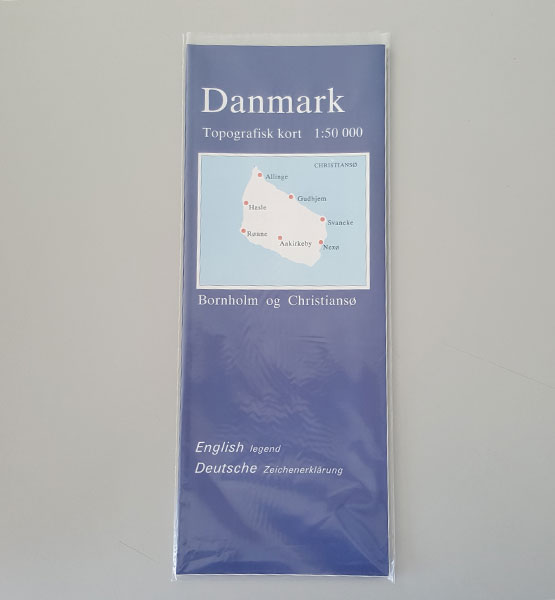 Danmark
Topografisk kort 1:50 000
CHRISTIANSØ
Allinge
Gudhjem
Hasle
Svaneke
Rønne
Aakirkeby
Nexø
Bornholm og Christiansø
English legend
Deutsche Zeichenerklärung